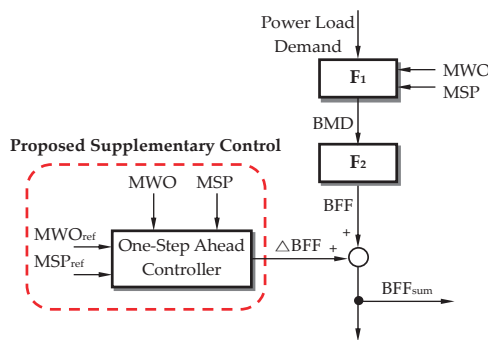 Power Load
Demand
F1
MWO
MSP
BMD
Proposed Supplementary Control
F2
MWO
MSP
BFF
MWOref
MSPref
One-Step Ahead
Controller
△BFF
+
+
BFFsum